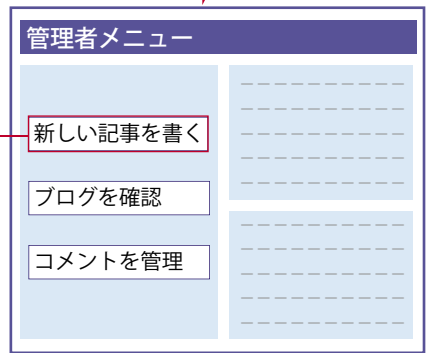 管理者メニュー
新しい記事を書く
ブログを確認
コメントを管理